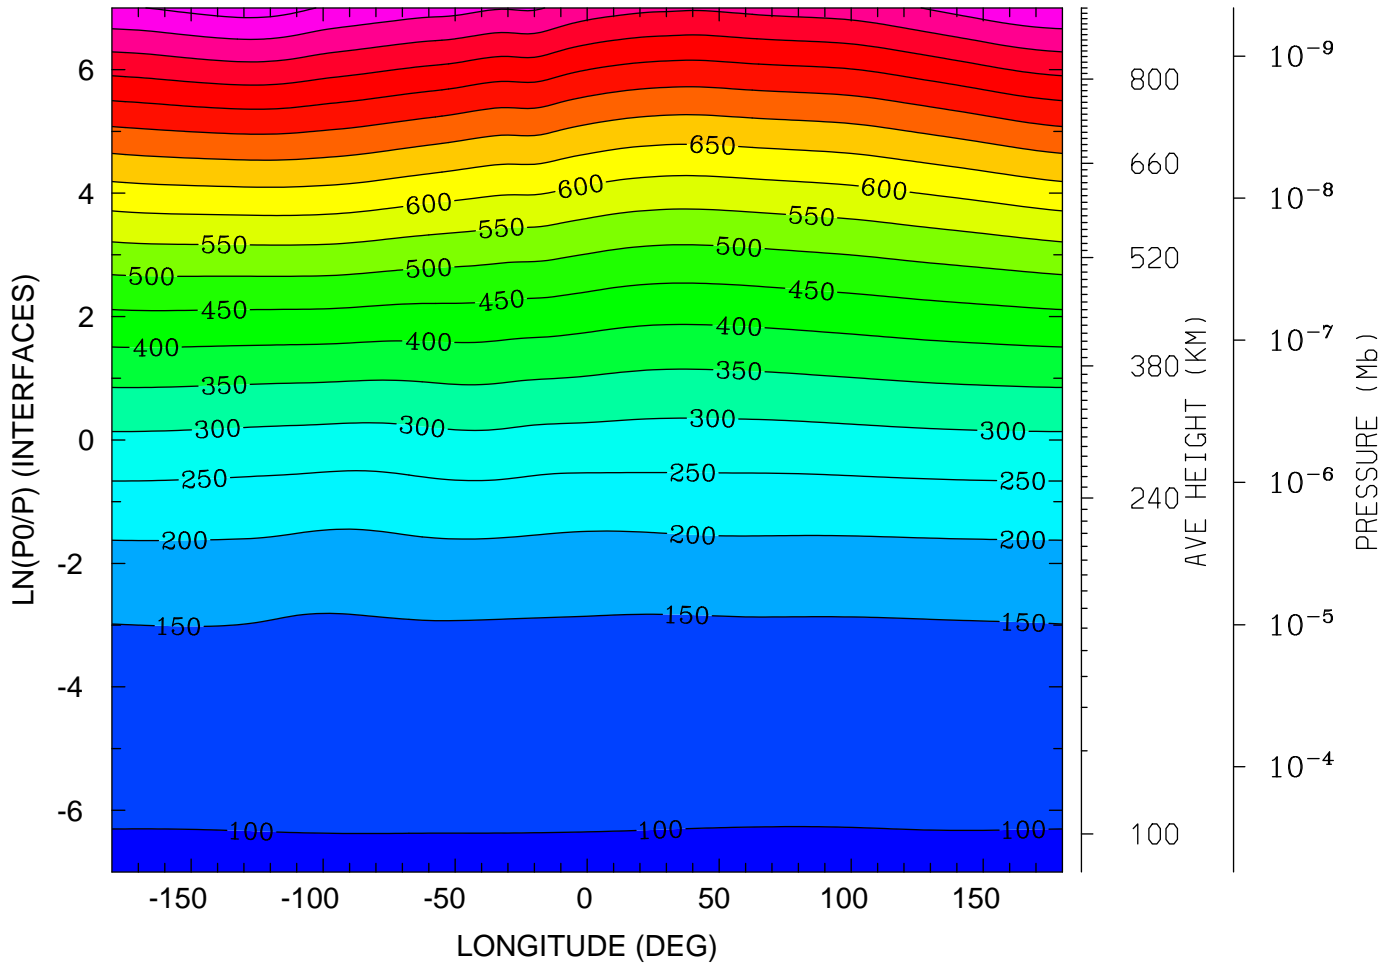 6
4
2
0
-2
-4
-6
LN(P0/P) (INTERFACES)
650
600 600 600
550 550 550
500 500 500
450 450 450
400 400 400
350 350
300 300 300 300
250 250 250
200 200 200
150 150 150
100 100 100
-150 -100 -50 0 50 100 150
LONGITUDE (DEG)
800
660
520
380
240
100
AVE HEIGHT (KM)
10⁻⁹
10⁻⁸
10⁻⁷
10⁻⁶
10⁻⁵
10⁻⁴
PRESSURE (Mb)